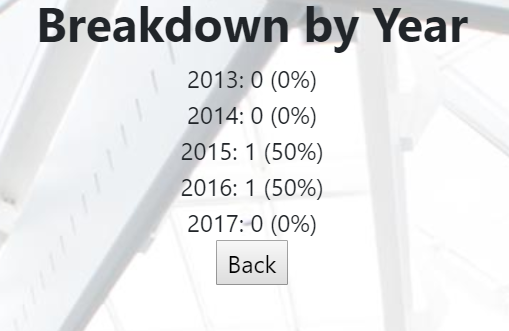 Breakdown by Year
2013: 0 (0%)
2014: 0 (0%)
2015: 1 (50%)
2016: 1 (50%)
2017: 0 (0%)
Back